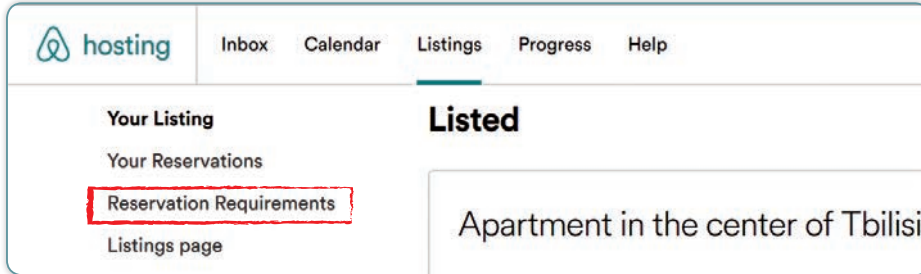 hosting Inbox Calendar Listings Progress Help
Your Listing
Your Reservations
Reservation Requirements
Listings page
Listed
Apartment in the center of Tbilisi